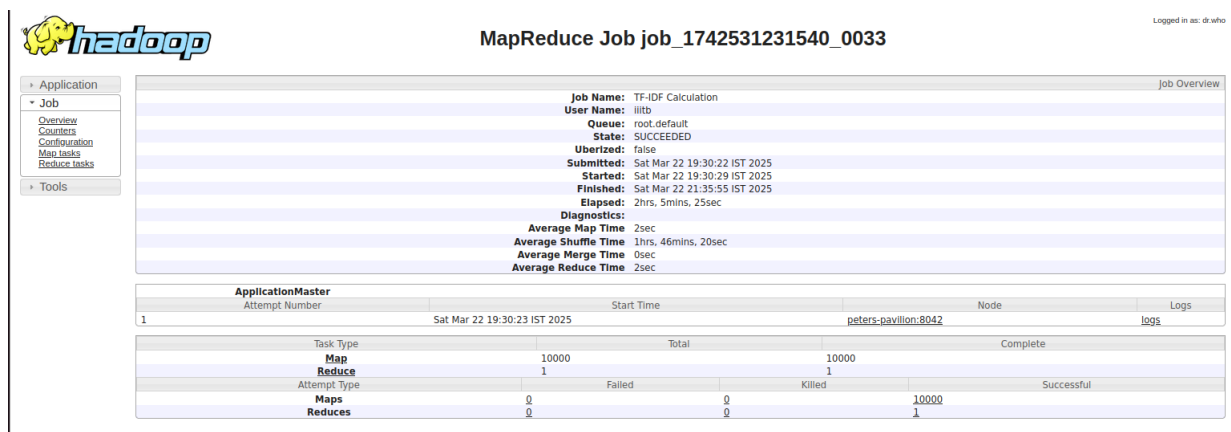 Logged in as: dr.who
hadoop
MapReduce Job job_1742531231540_0033
Application
Job
Overview
Counters
Configuration
Map tasks
Reduce tasks
Tools
Job Overview
Job Name: TF-IDF Calculation
User Name: iiitb
Queue: root.default
State: SUCCEEDED
Uberized: false
Submitted: Sat Mar 22 19:30:22 IST 2025
Started: Sat Mar 22 19:30:29 IST 2025
Finished: Sat Mar 22 21:35:55 IST 2025
Elapsed: 2hrs, 5mins, 25sec
Diagnostics:
Average Map Time 2sec
Average Shuffle Time 1hrs, 46mins, 20sec
Average Merge Time 0sec
Average Reduce Time 2sec
ApplicationMaster
Attempt Number Start Time Node Logs
1 Sat Mar 22 19:30:23 IST 2025 peters-pavilion:8042 logs
Task Type Total Complete
Map 10000 10000
Reduce 1 1
Attempt Type Failed Killed Successful
Maps 0 0 10000
Reduces 0 0 1